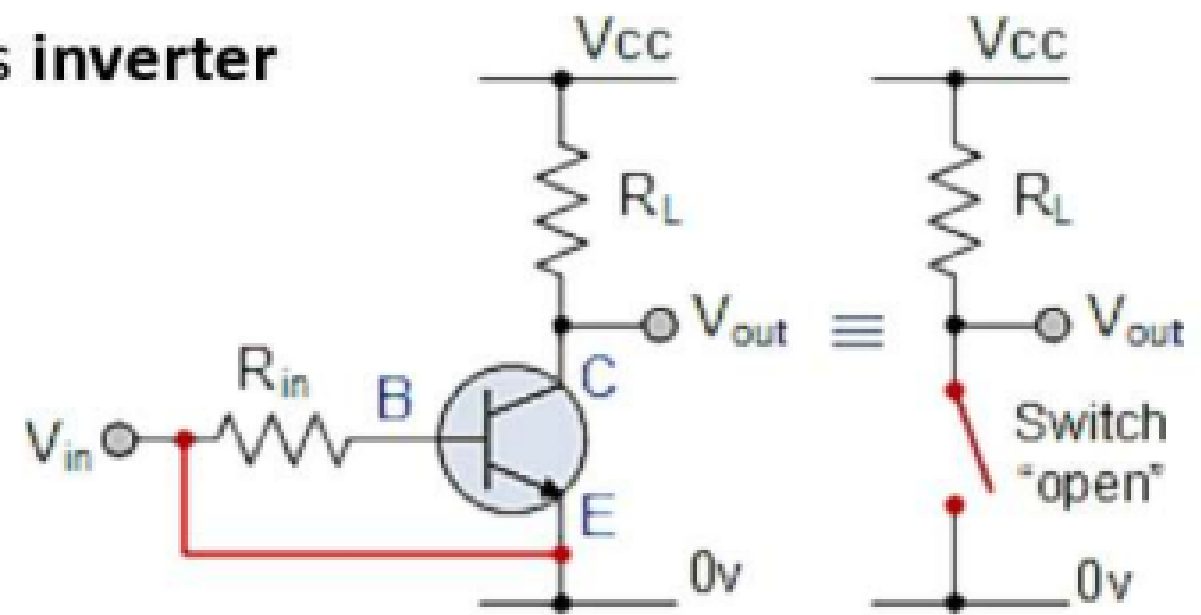 s inverter
Vcc
Vcc
RL
RL
Vout
≡
Vout
Rin
B
C
Vin
Switch
"open"
E
0v
0v